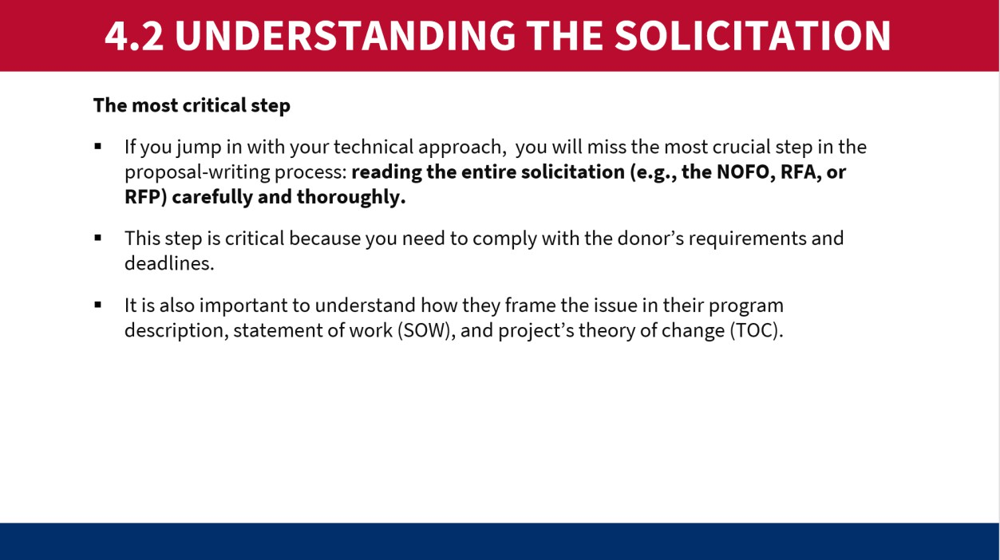 4.2 UNDERSTANDING THE SOLICITATION
The most critical step
▪ If you jump in with your technical approach,  you will miss the most crucial step in the
proposal-writing process: reading the entire solicitation (e.g., the NOFO, RFA, or
RFP) carefully and thoroughly.
▪ This step is critical because you need to comply with the donor’s requirements and
deadlines.
▪ It is also important to understand how they frame the issue in their program
description, statement of work (SOW), and project’s theory of change (TOC).